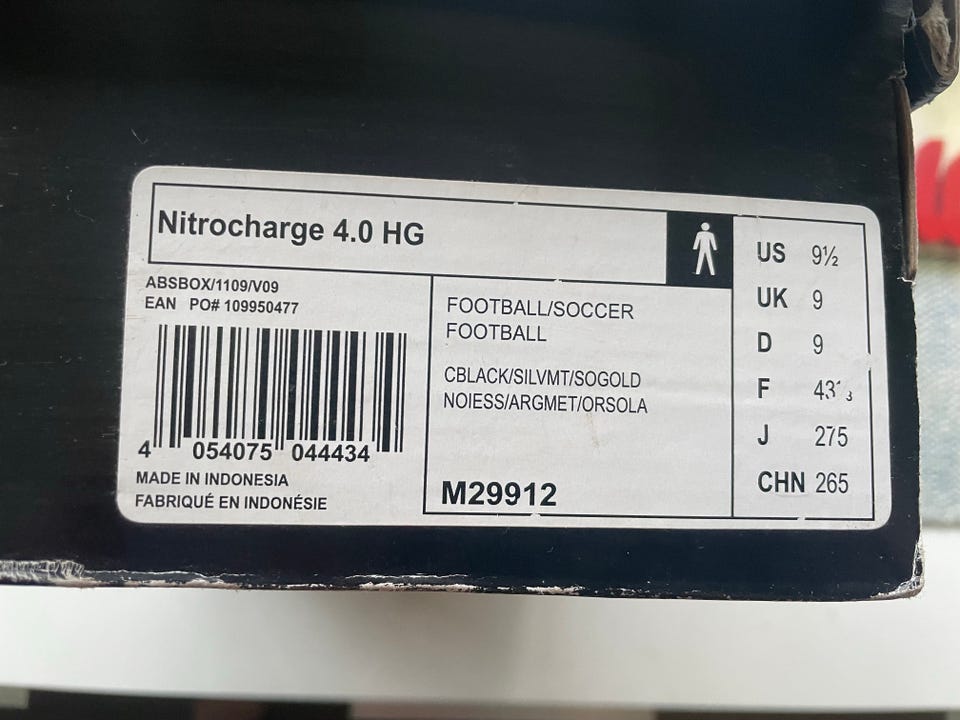 Nitrocharge 4.0 HG
ABSBOX/1109/V09
EAN PO# 109950477
4 054075 044434
MADE IN INDONESIA
FABRIQUÉ EN INDONÉSIE
FOOTBALL/SOCCER
FOOTBALL
CBLACK/SILVMT/SOGOLD
NOIESS/ARGMET/ORSOLA
M29912
US 9½
UK 9
D 9
F 43⅓
J 275
CHN 265